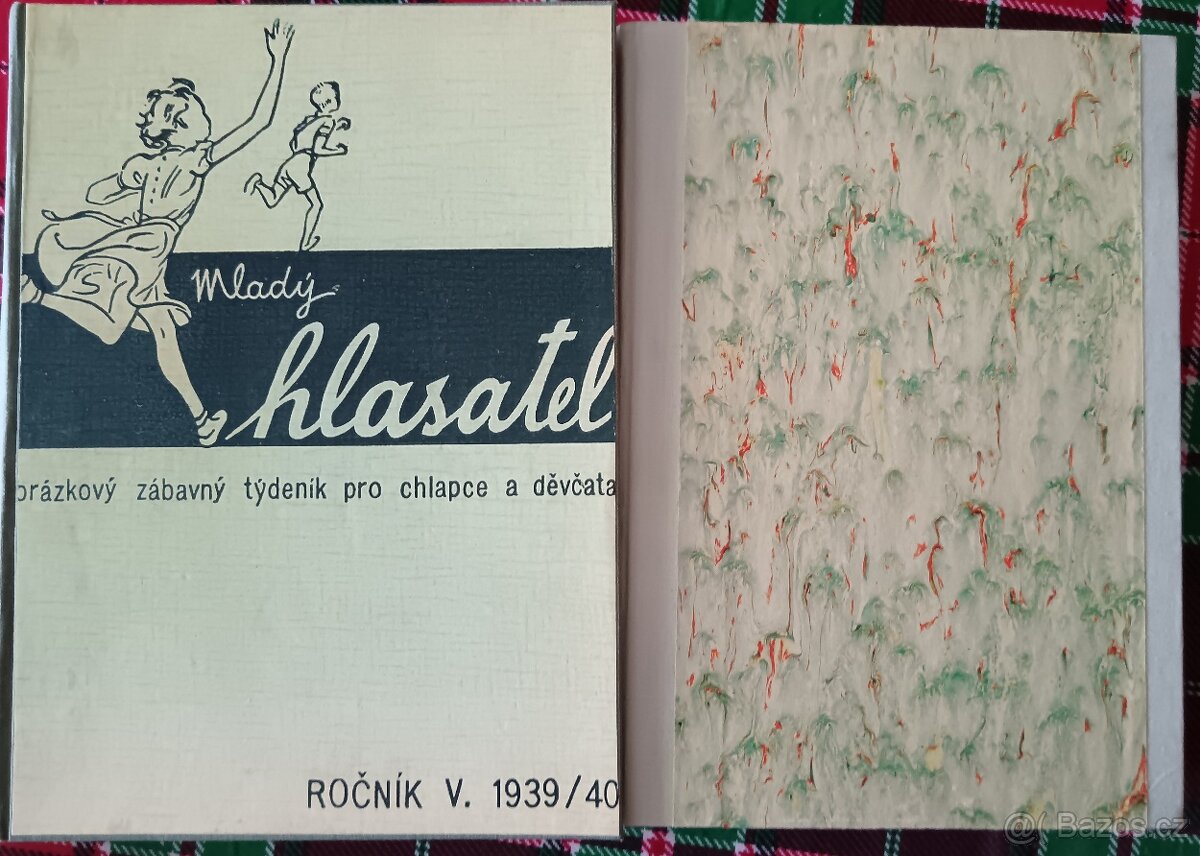 Mladý
hlasatel
brázkový zábavný týdeník pro chlapce a děvčata
ROČNÍK V. 1939/40
@( Bazos.cz